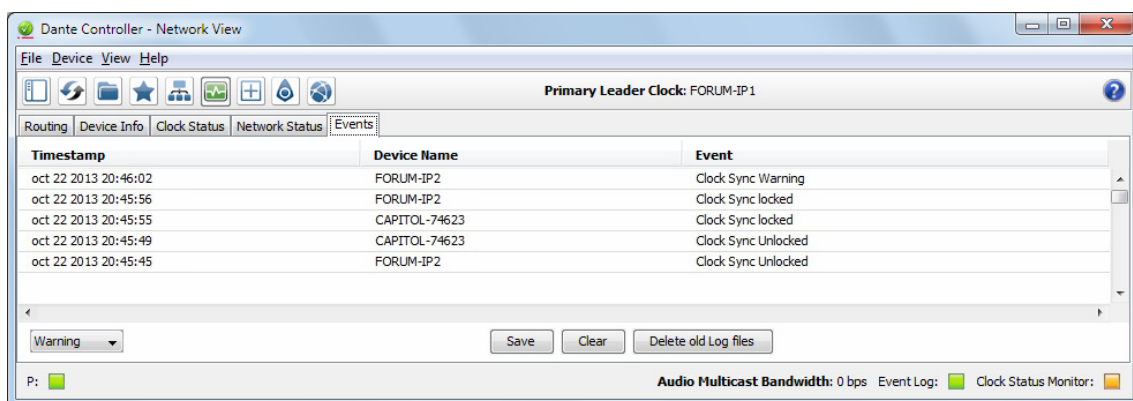 Dante Controller - Network View
File Device View Help
Primary Leader Clock: FORUM-IP1
?
Routing Device Info Clock Status Network Status Events
Timestamp Device Name Event
oct 22 2013 20:46:02 FORUM-IP2 Clock Sync Warning
oct 22 2013 20:45:56 FORUM-IP2 Clock Sync locked
oct 22 2013 20:45:55 CAPITOL-74623 Clock Sync locked
oct 22 2013 20:45:49 CAPITOL-74623 Clock Sync Unlocked
oct 22 2013 20:45:45 FORUM-IP2 Clock Sync Unlocked
Warning Save Clear Delete old Log files
P: Audio Multicast Bandwidth: 0 bps Event Log: Clock Status Monitor: